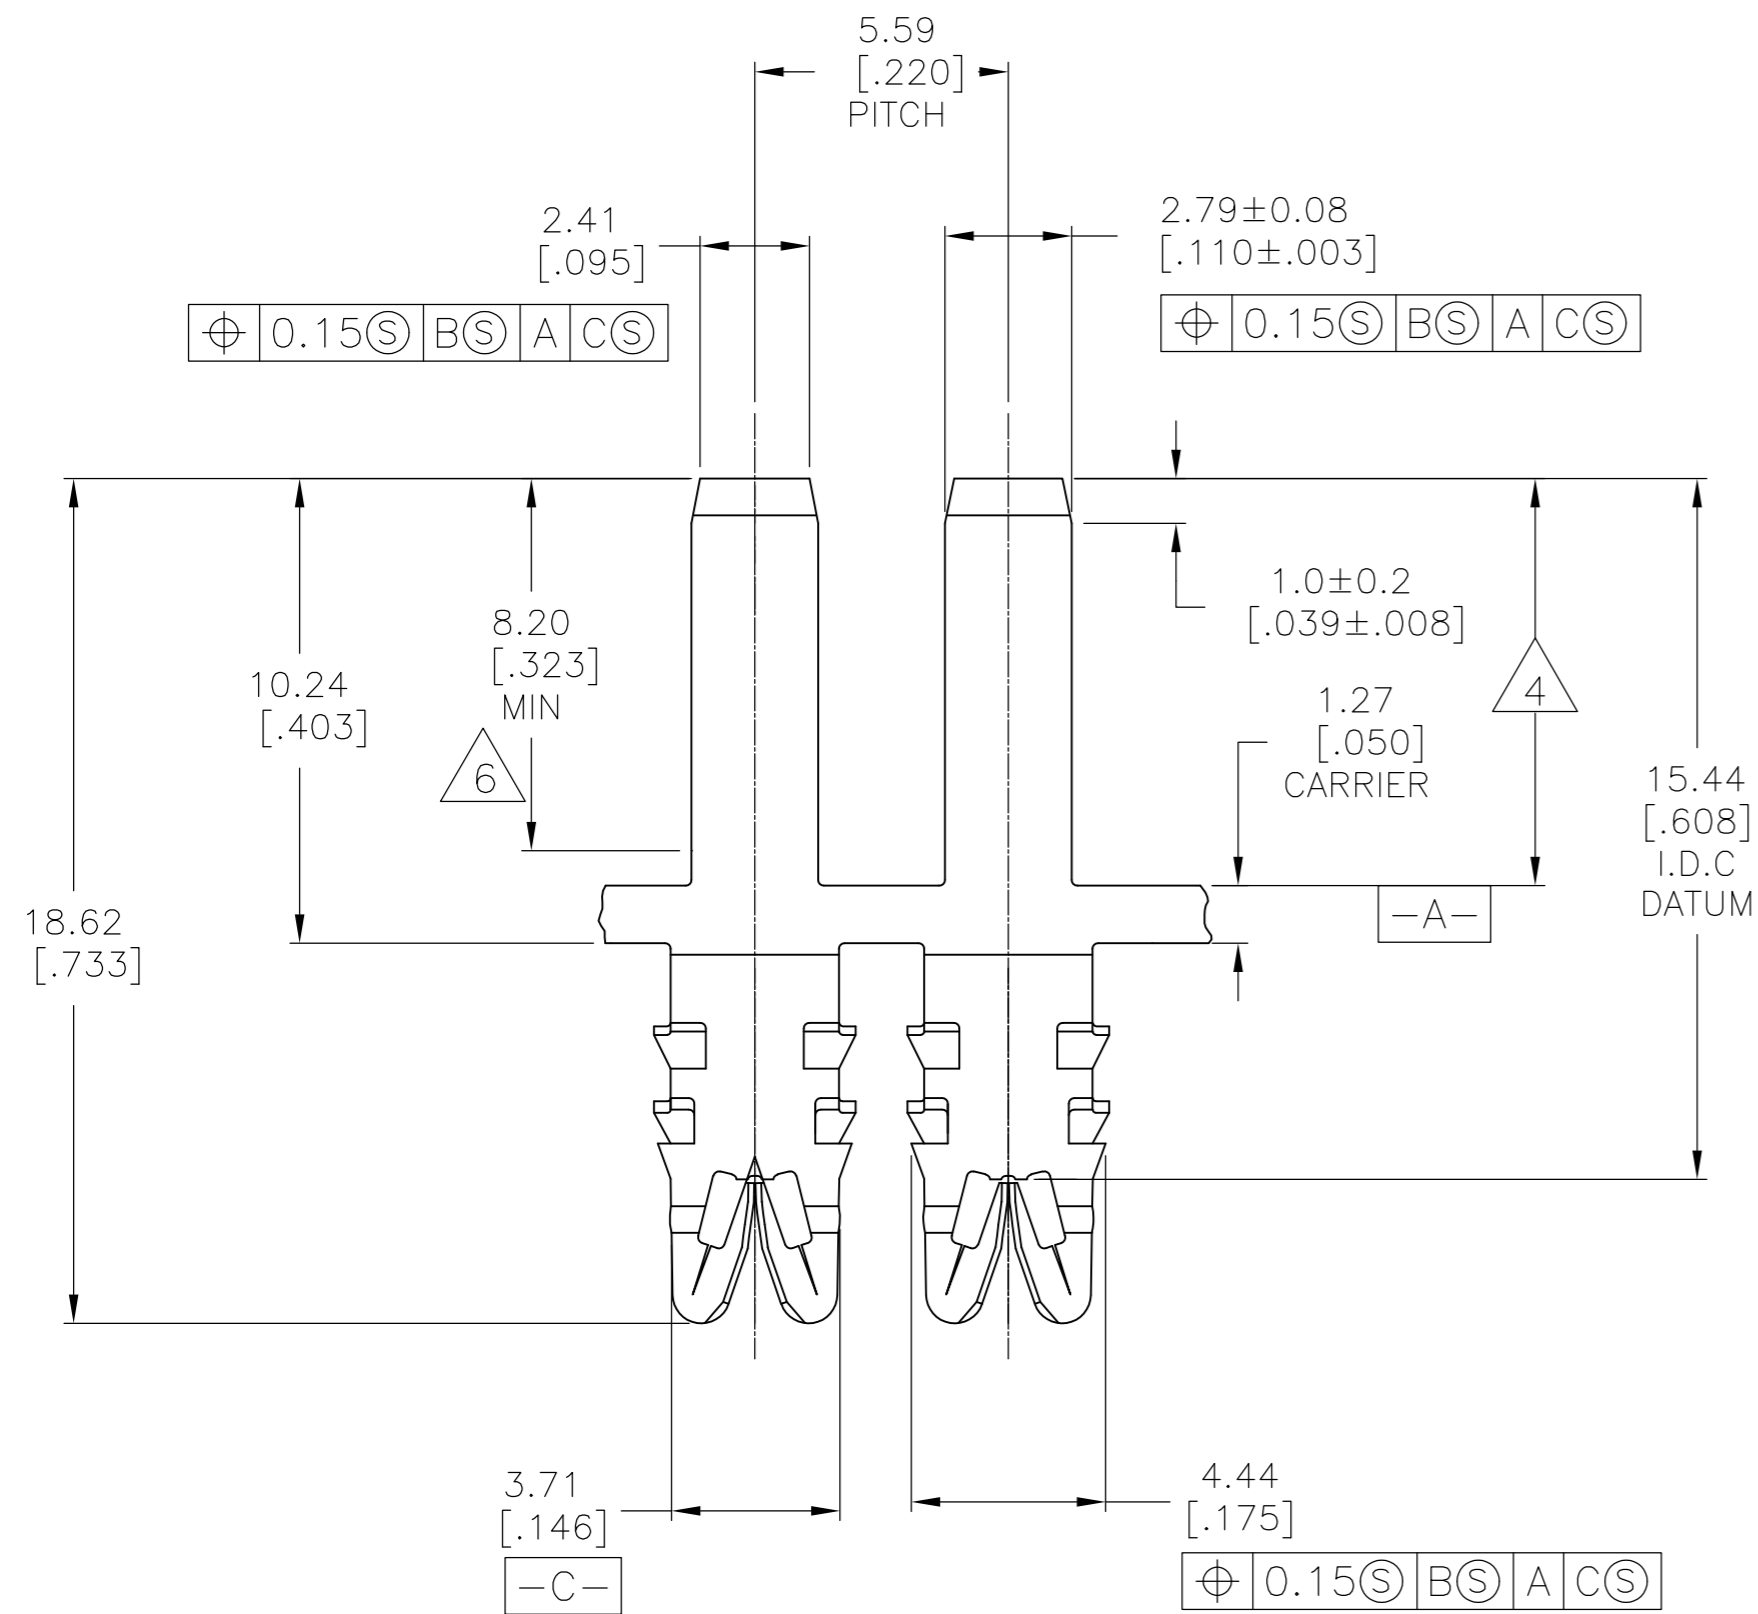 5.59
[.220]
PITCH
2.41
[.095]
2.79±0.08
[.110±.003]
⌖ 0.15Ⓢ BⓈ A CⓈ
⌖ 0.15Ⓢ BⓈ A CⓈ
8.20
[.323]
MIN
6
10.24
[.403]
18.62
[.733]
1.0±0.2
[.039±.008]
4
1.27
[.050]
CARRIER
15.44
[.608]
I.D.C
DATUM
-A-
3.71
[.146]
-C-
4.44
[.175]
⌖ 0.15Ⓢ BⓈ A CⓈ